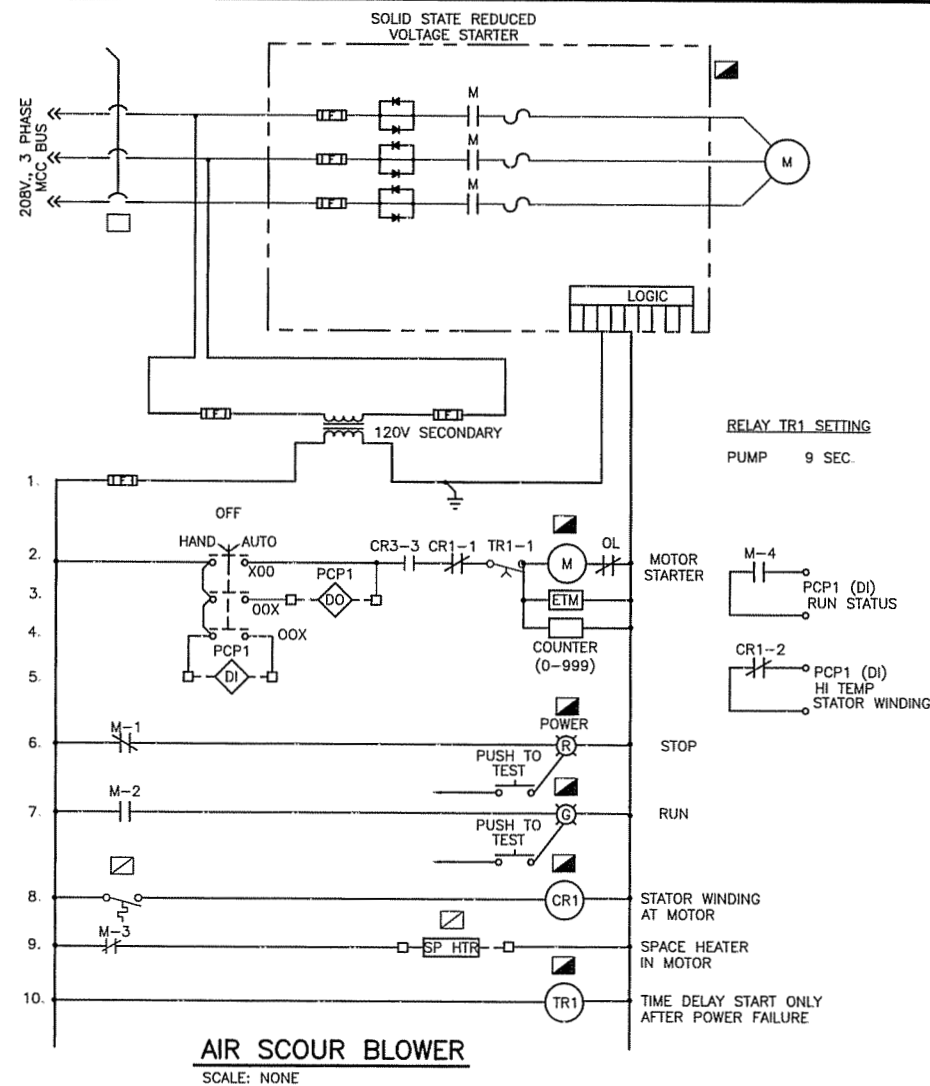 SOLID STATE REDUCED
VOLTAGE STARTER
208V., 3 PHASE
MCC BUS
F
M
F
M
F
M
M
LOGIC
F
F
120V SECONDARY
RELAY TR1 SETTING
PUMP 9 SEC.
1.
F
OFF
HAND
AUTO
2.
X00
CR3-3
CR1-1
TR1-1
M
OL
MOTOR
STARTER
3.
00X
PCP1
DO
ETM
4.
00X
COUNTER
(0-999)
5.
PCP1
DI
M-4
PCP1 (DI)
RUN STATUS
CR1-2
PCP1 (DI)
HI TEMP
STATOR WINDING
6.
M-1
POWER
R
STOP
PUSH TO
TEST
7.
M-2
G
RUN
PUSH TO
TEST
8.
CR1
STATOR WINDING
AT MOTOR
9.
M-3
SP HTR
SPACE HEATER
IN MOTOR
10.
TR1
TIME DELAY START ONLY
AFTER POWER FAILURE
AIR SCOUR BLOWER
SCALE: NONE